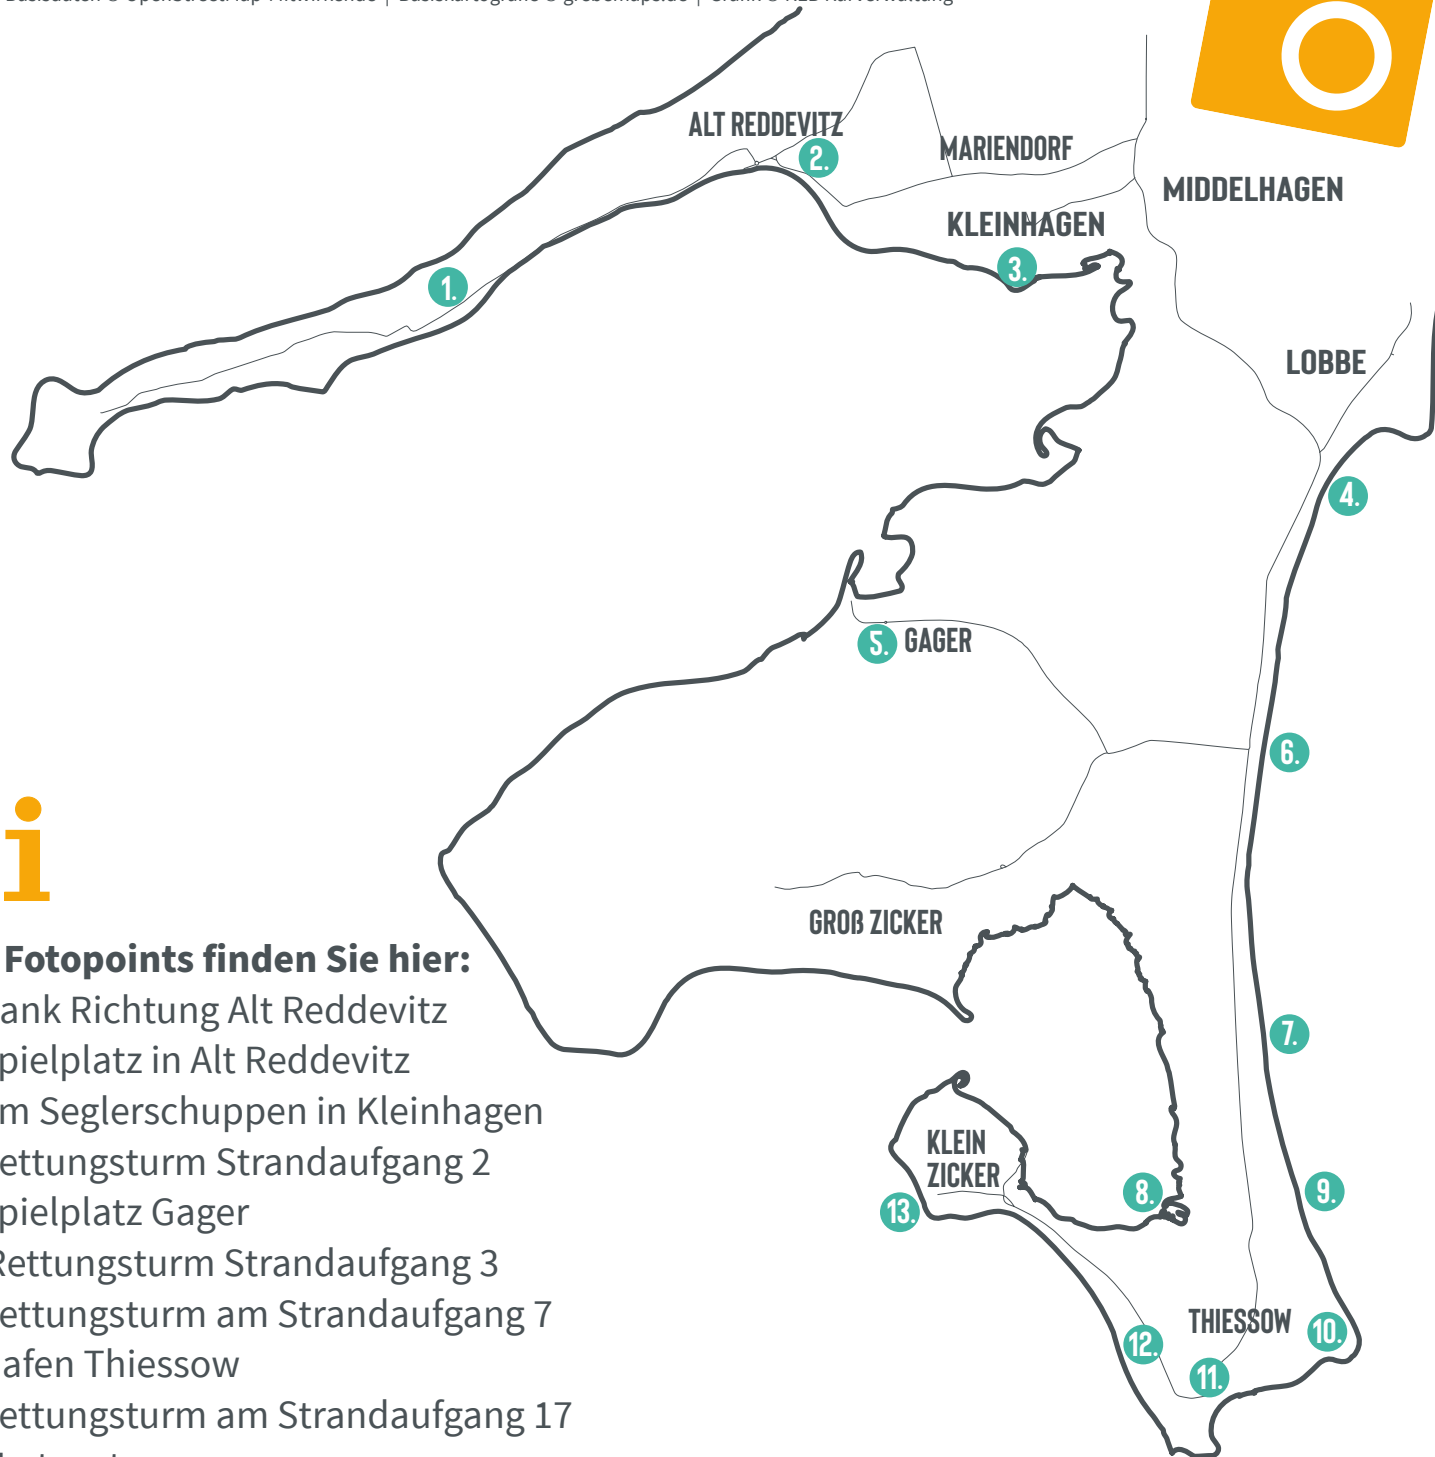 ALT REDDEVITZ
2.
MARIENDORF
MIDDELHAGEN
KLEINHAGEN
3.
1.
LOBBE
4.
5. GAGER
6.
i
GROß ZICKER
Fotopoints finden Sie hier:
ank Richtung Alt Reddevitz
pielplatz in Alt Reddevitz
m Seglerschuppen in Kleinhagen
ettungsturm Strandaufgang 2
pielplatz Gager
Rettungsturm Strandaufgang 3
ettungsturm am Strandaufgang 7
afen Thiessow
ettungsturm am Strandaufgang 17
7.
KLEIN
ZICKER
8.
9.
13.
THIESSOW
10.
12.
11.